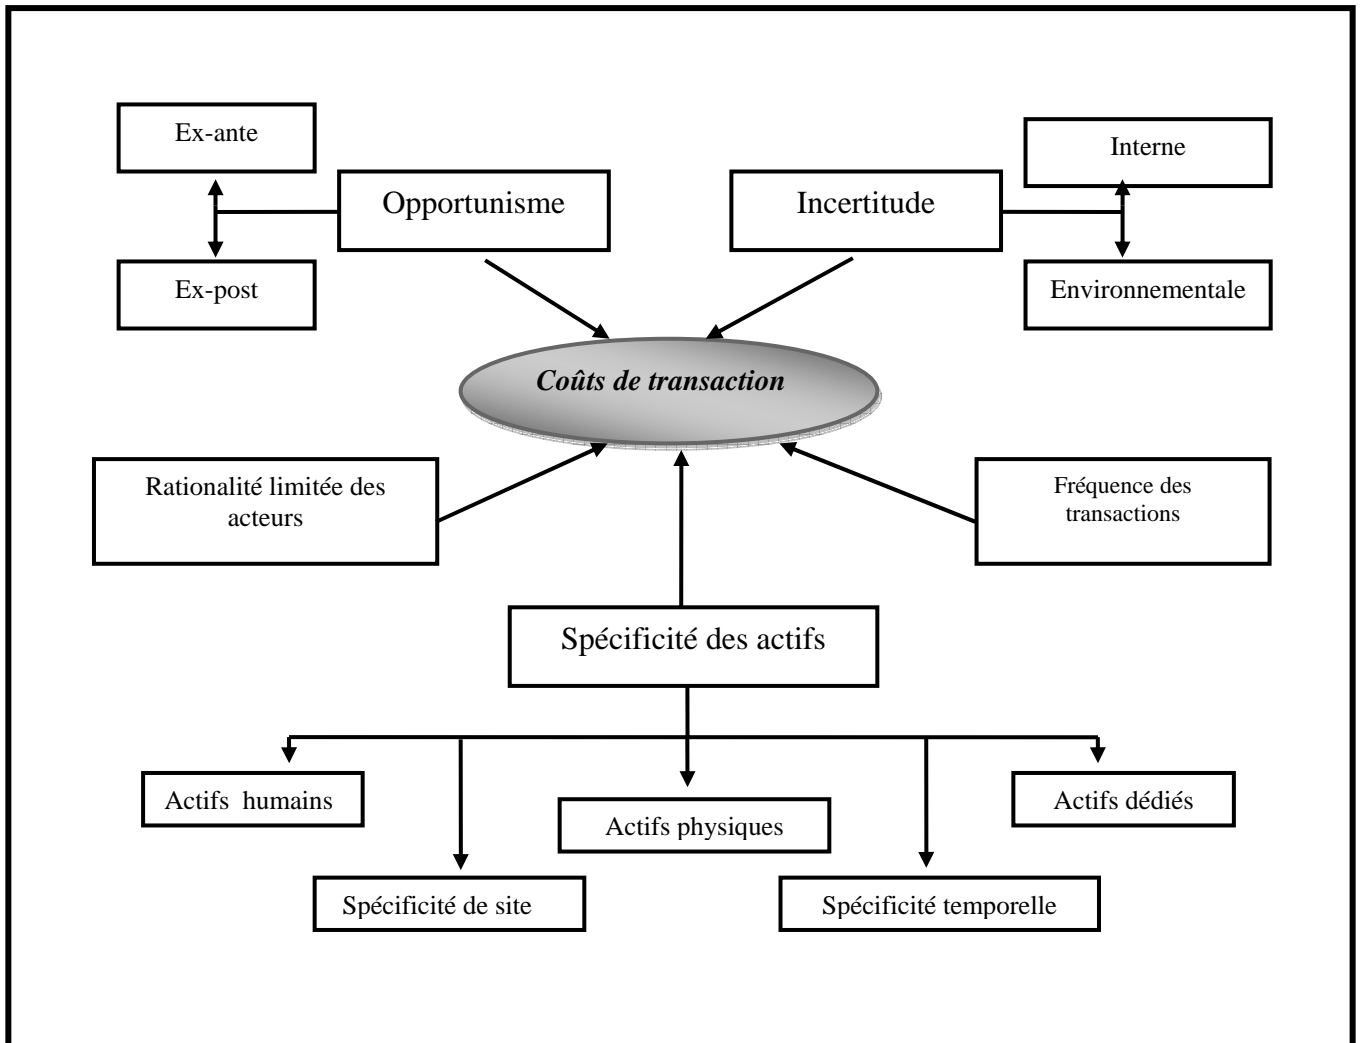 Ex-ante
Interne
Opportunisme
Incertitude
Ex-post
Environnementale
Coûts de transaction
Rationalité limitée des
acteurs
Fréquence des
transactions
Spécificité des actifs
Actifs humains
Actifs physiques
Actifs dédiés
Spécificité de site
Spécificité temporelle